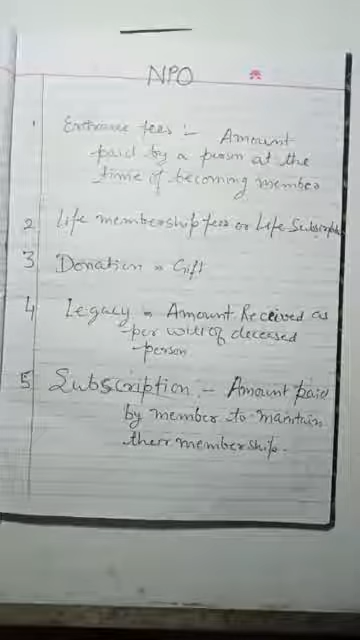 NPO
1 Entrance fees :- Amount
paid by a person at the
time of becoming member
2 Life membership fees or Life Subscrip
3 Donation = Gift
4 Legacy = Amount Received as
per will of deceased
person
5 Subscription - Amount paid
by member to maintain
their membership.